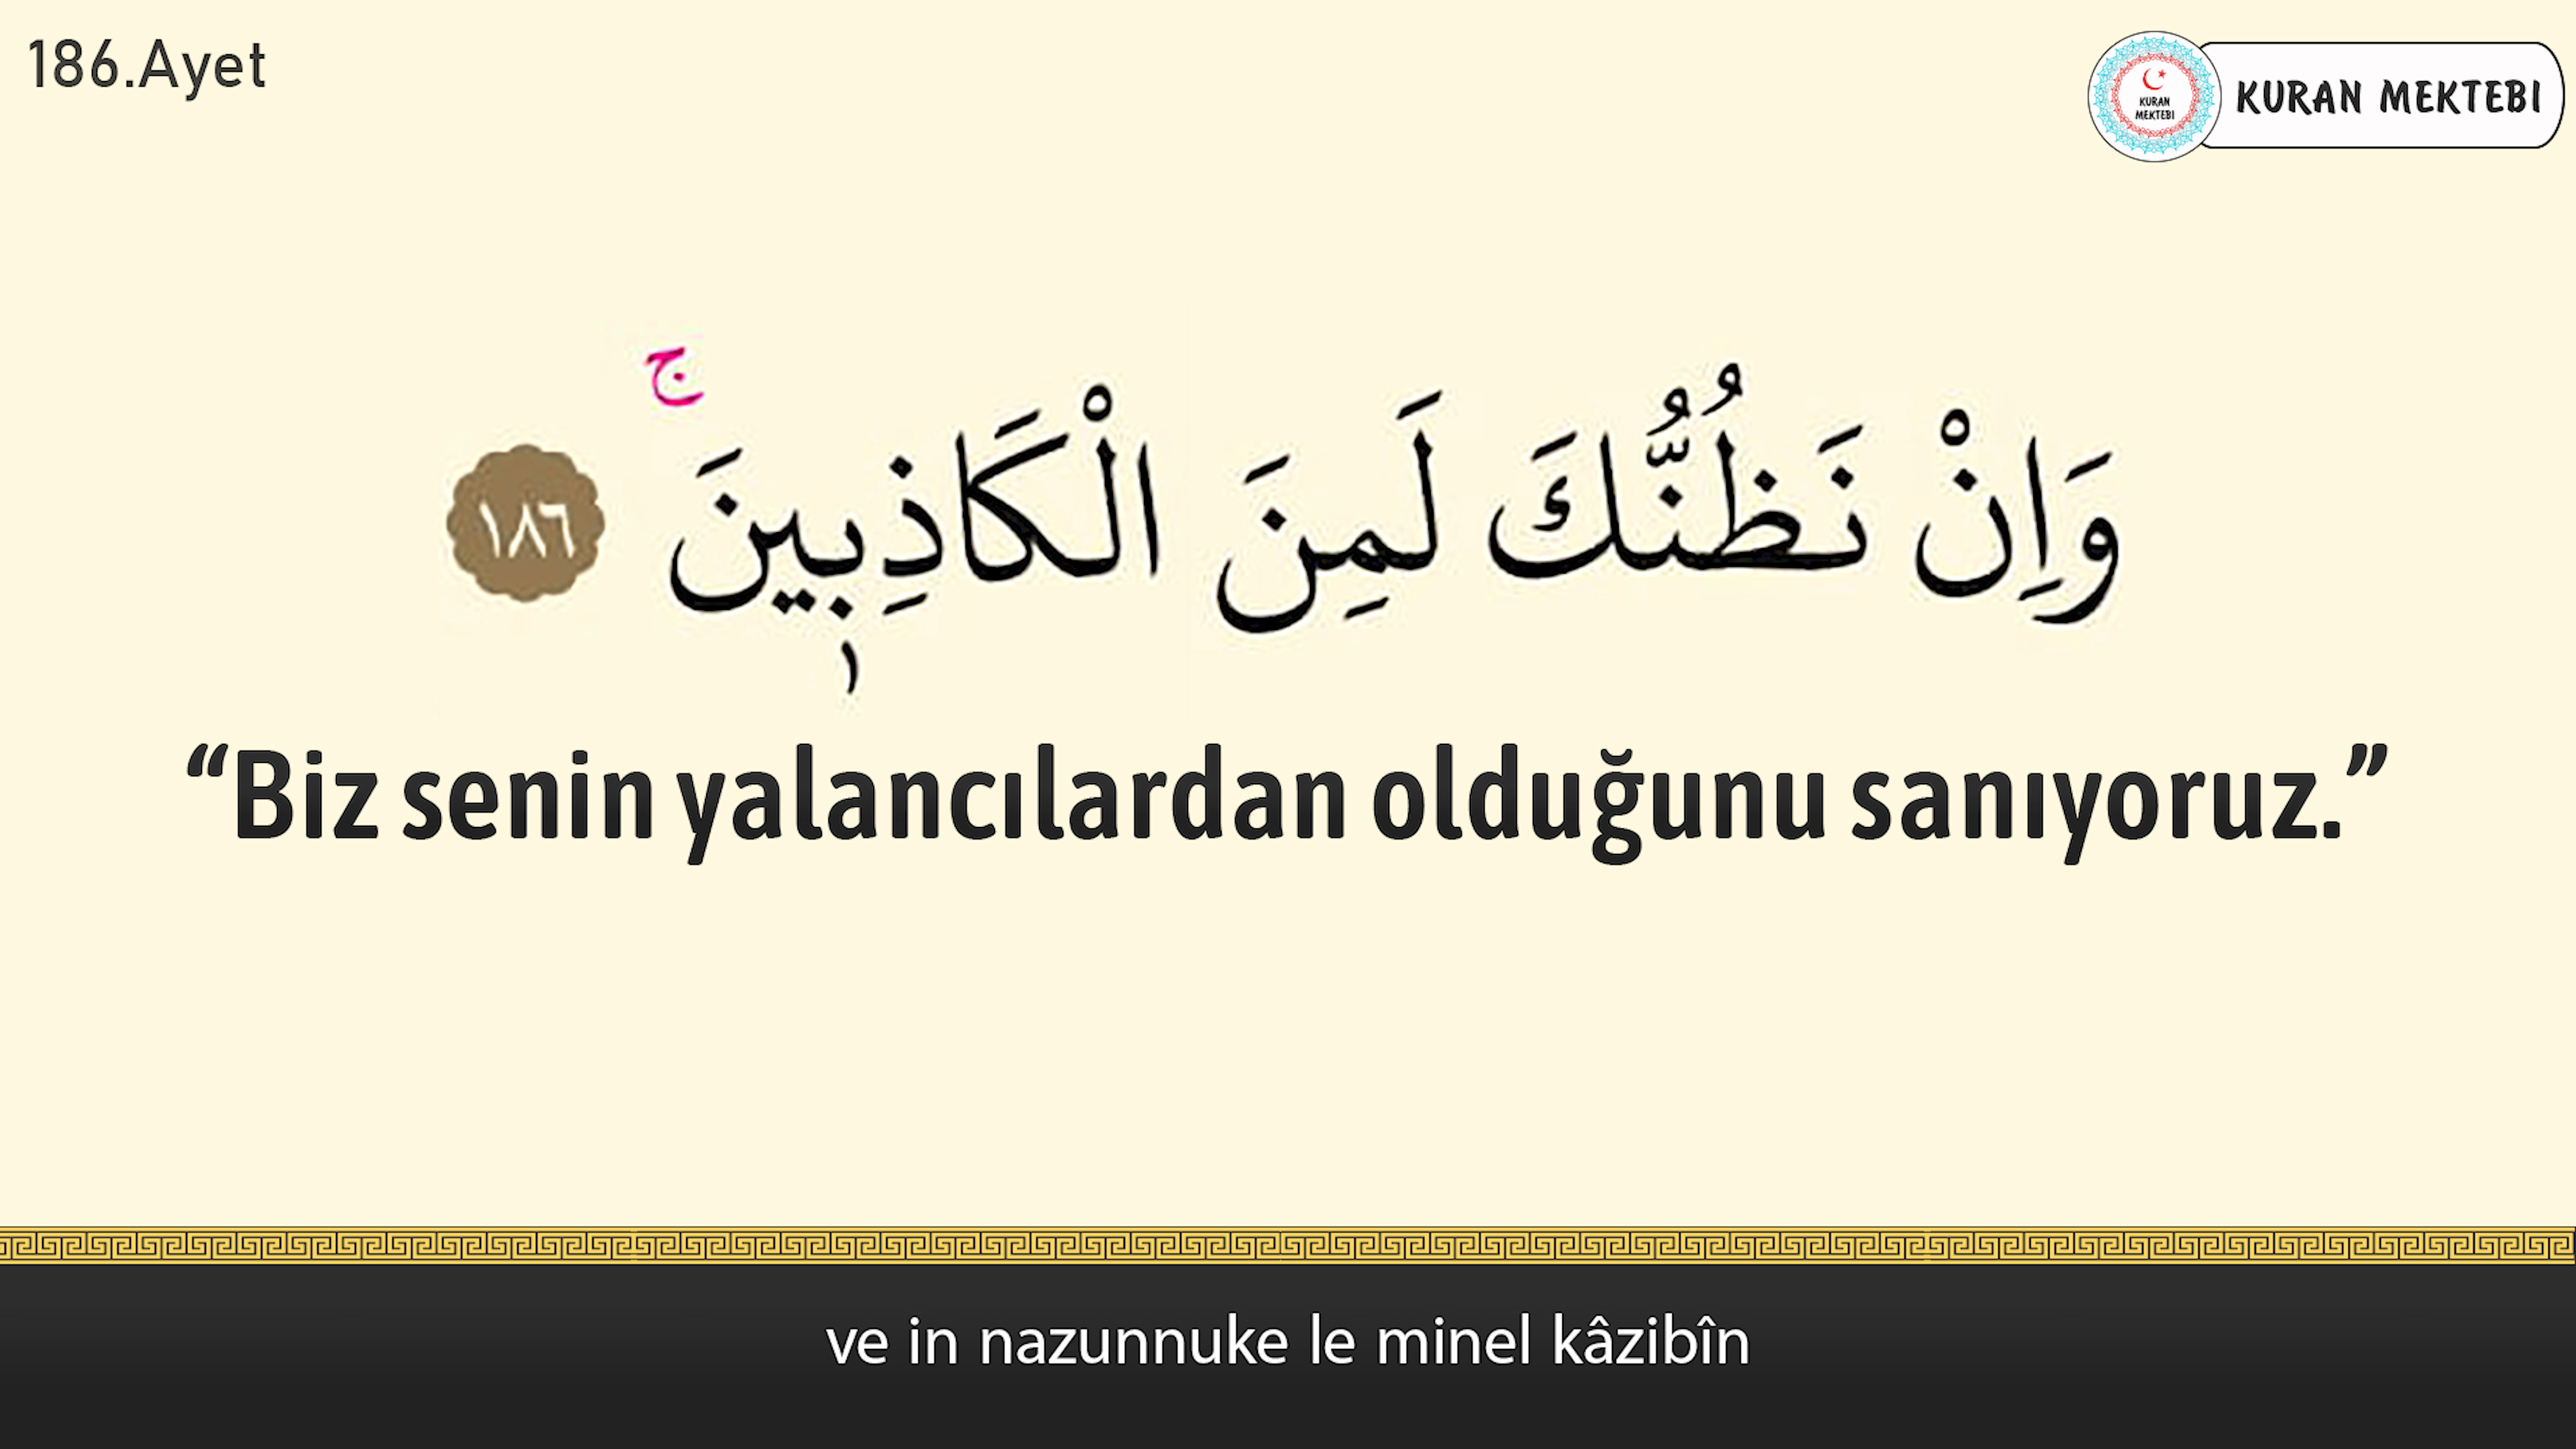 186.Ayet
KURAN
MEKTEBI
KURAN MEKTEBI
وَاِنْ نَظُنُّكَ لَمِنَ الْكَاذِبٖينَۚ ﴿١٨٦﴾
“Biz senin yalancılardan olduğunu sanıyoruz.”
ve in nazunnuke le minel kâzibîn